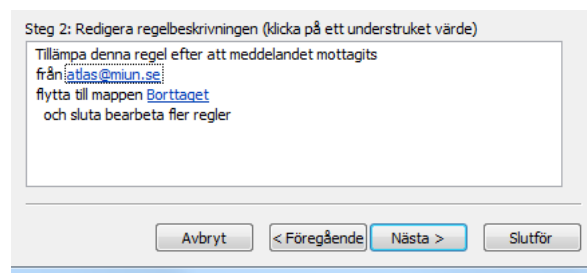 Steg 2: Redigera regelbeskrivningen (klicka på ett understruket värde)
Tillämpa denna regel efter att meddelandet mottagits
från atlas@miun.se
flytta till mappen Borttaget
och sluta bearbeta fler regler
Avbryt < Föregående Nästa > Slutför